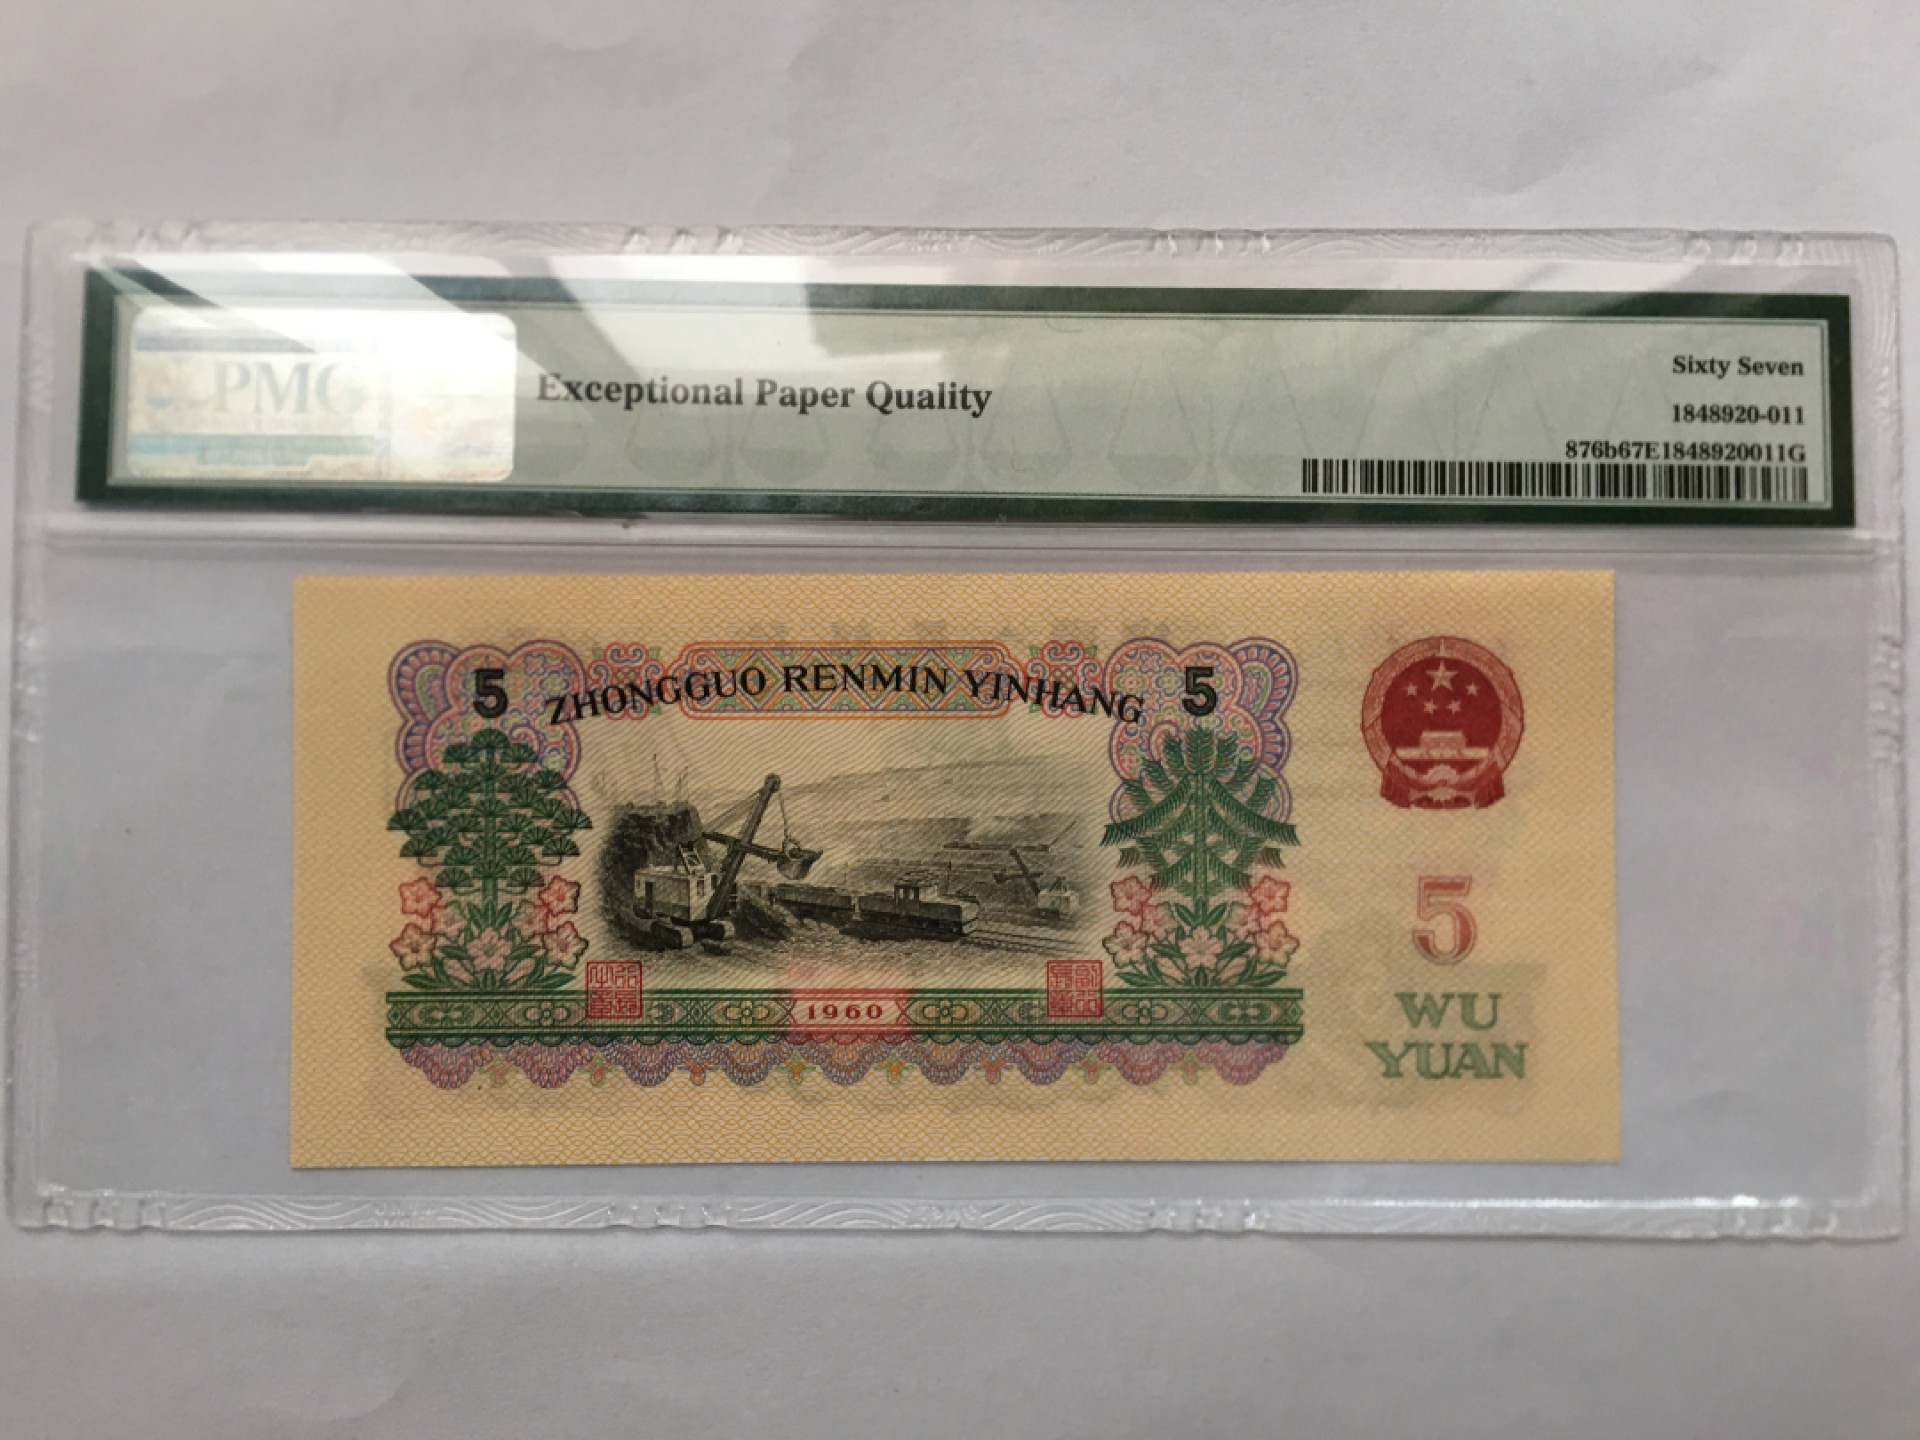 PMG
Exceptional Paper Quality
Sixty Seven
1848920-011
876b67E1848920011G
5 ZHONGGUO RENMIN YINHANG 5
1960
5
WU
YUAN